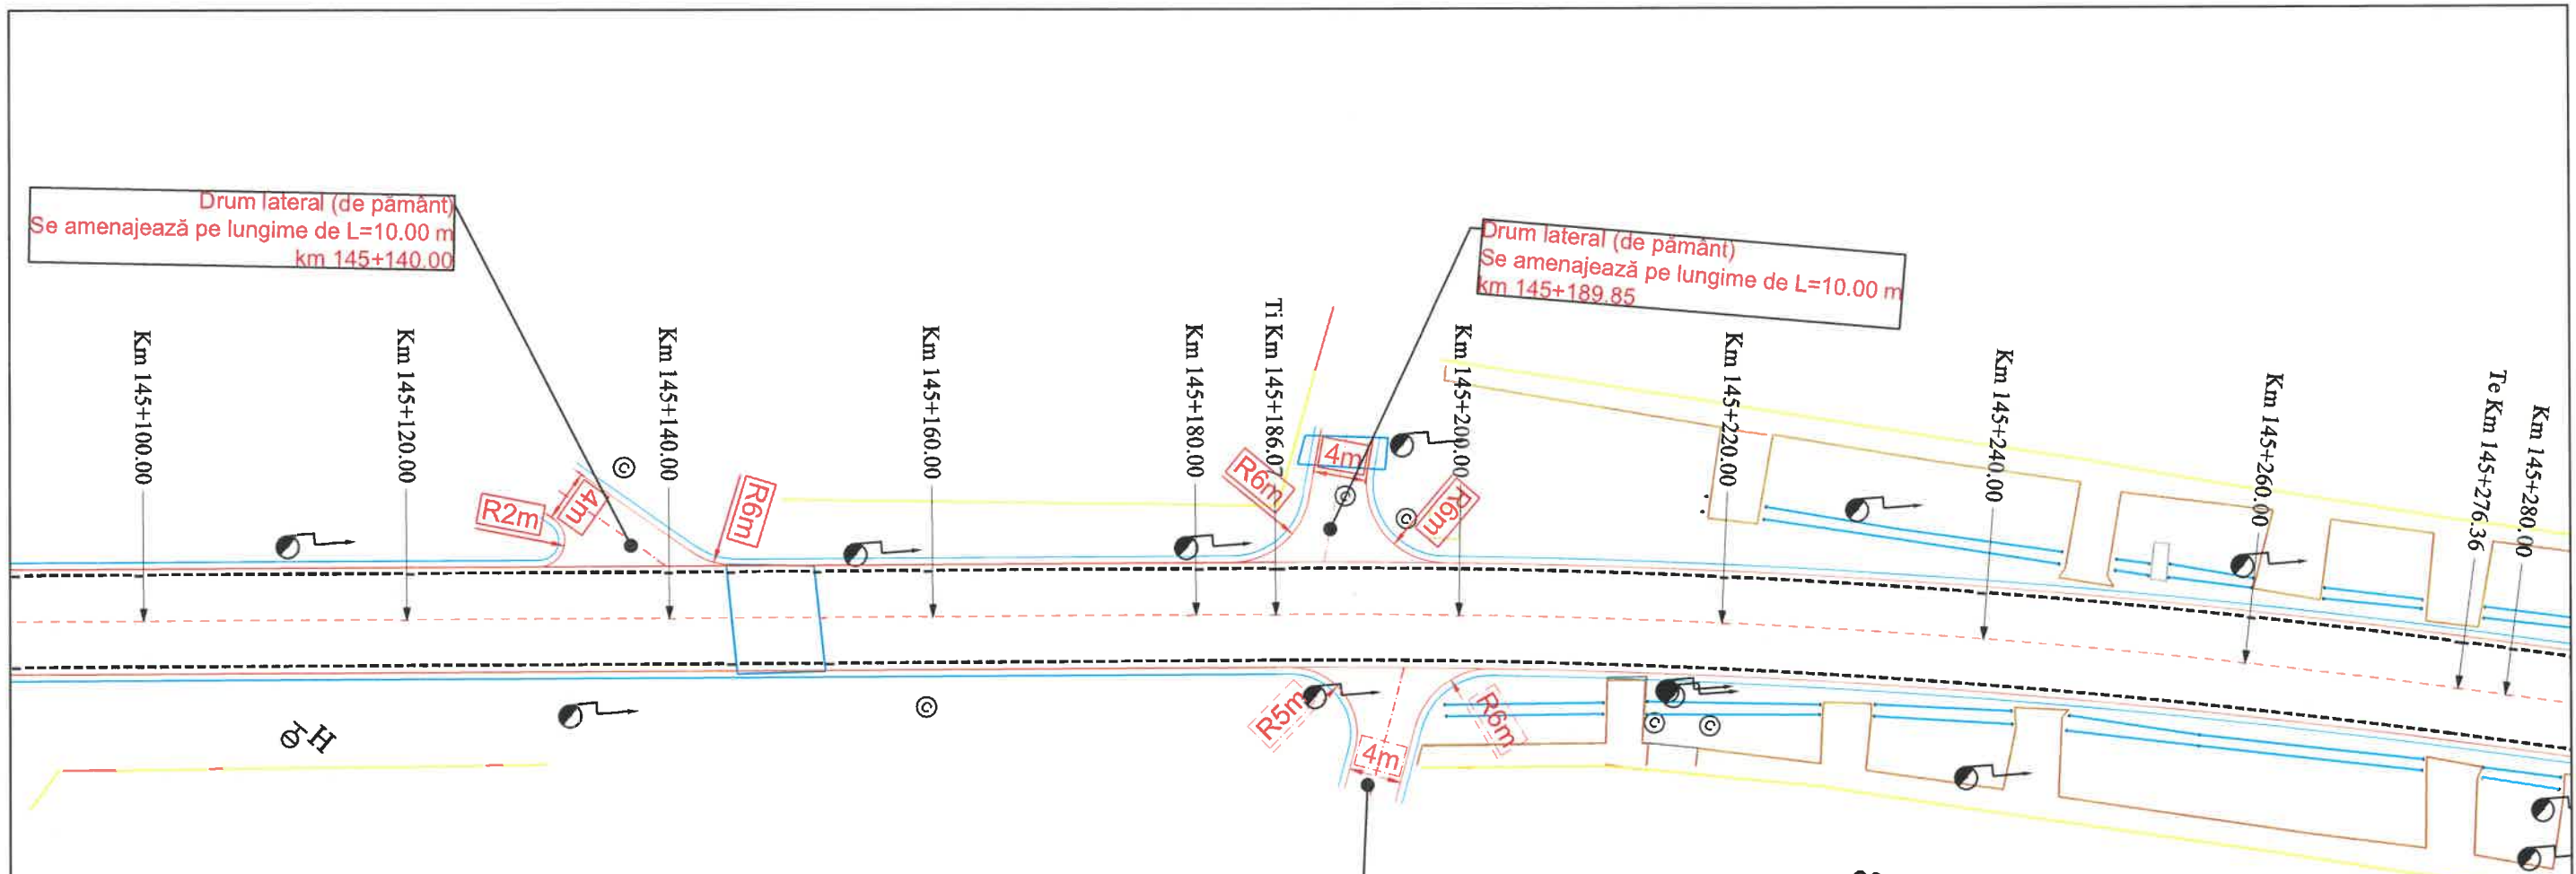 Drum lateral (de pământ)
Se amenajează pe lungime de L=10.00 m
km 145+140.00
Drum lateral (de pământ)
Se amenajează pe lungime de L=10.00 m
km 145+189.85
Km 145+100.00
Km 145+120.00
Km 145+140.00
Km 145+160.00
Km 145+180.00
Ti Km 145+186.07
Km 145+200.00
Km 145+220.00
Km 145+240.00
Km 145+260.00
Te Km 145+276.36
Km 145+280.00
R2m
4m
R6m
R6m
4m
R6m
R5m
4m
R6m
H